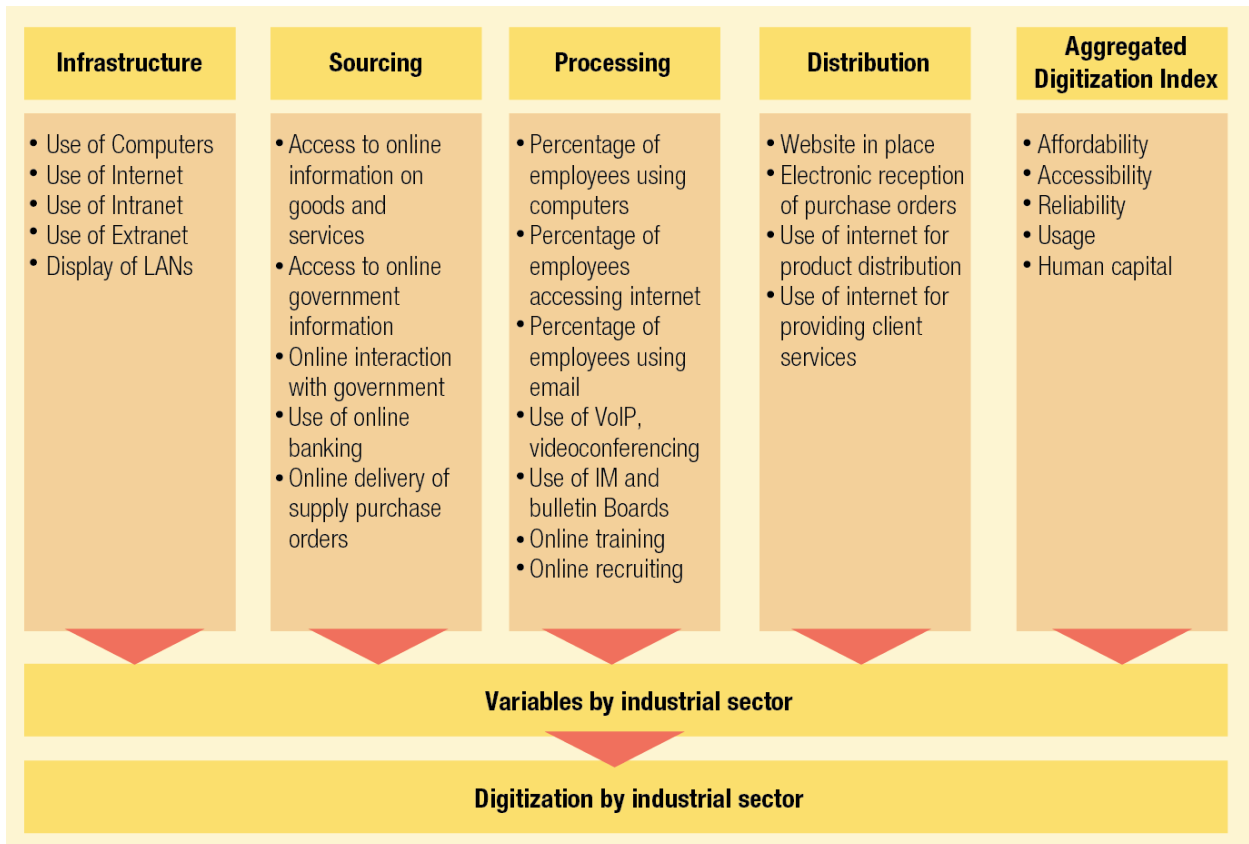 Infrastructure
• Use of Computers
• Use of Internet
• Use of Intranet
• Use of Extranet
• Display of LANs
Sourcing
• Access to online
information on
goods and
services
• Access to online
government
information
• Online interaction
with government
• Use of online
banking
• Online delivery of
supply purchase
orders
Processing
• Percentage of
employees using
computers
• Percentage of
employees
accessing internet
• Percentage of
employees using
email
• Use of VoIP,
videoconferencing
• Use of IM and
bulletin Boards
• Online training
• Online recruiting
Distribution
• Website in place
• Electronic reception
of purchase orders
• Use of internet for
product distribution
• Use of internet for
providing client
services
Aggregated
Digitization Index
• Affordability
• Accessibility
• Reliability
• Usage
• Human capital
Variables by industrial sector
Digitization by industrial sector